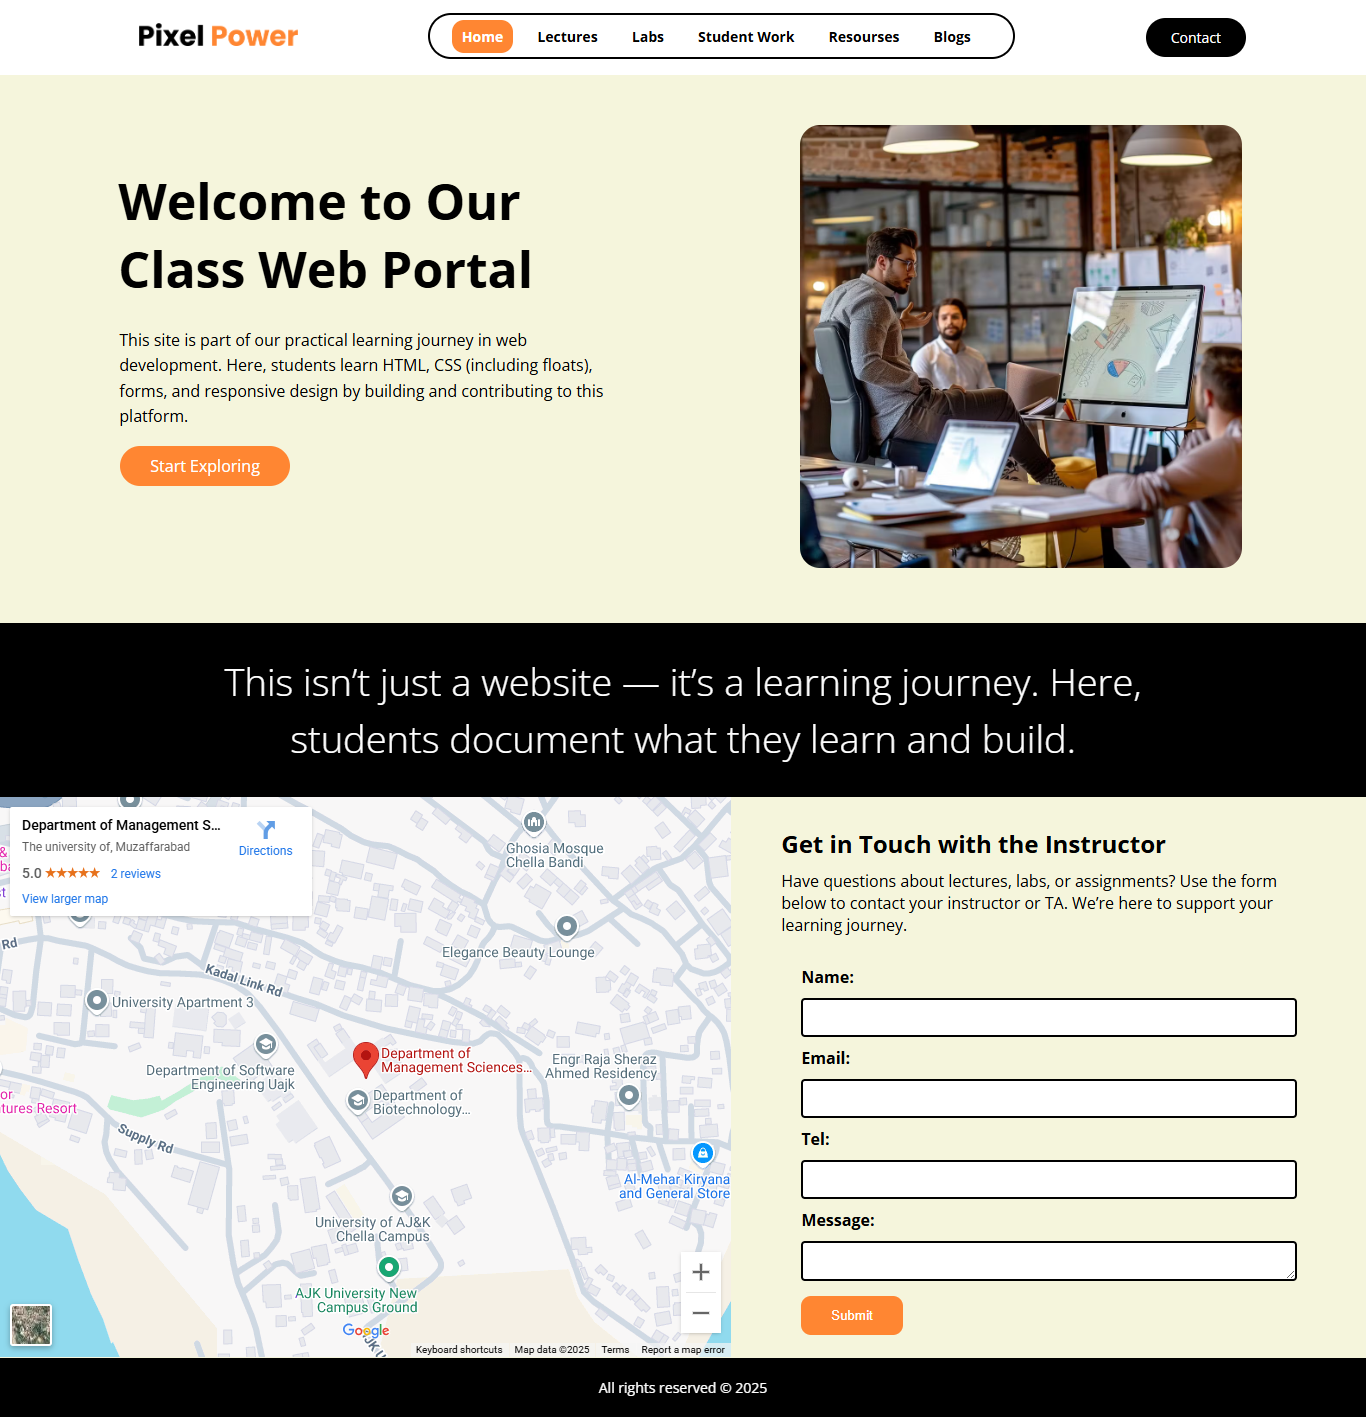 Pixel Power
Home Lectures Labs Student Work Resourses Blogs
Contact
Welcome to Our
Class Web Portal
This site is part of our practical learning journey in web
development. Here, students learn HTML, CSS (including floats),
forms, and responsive design by building and contributing to this
platform.
Start Exploring
This isn’t just a website — it’s a learning journey. Here,
students document what they learn and build.
Department of Management S...
The university of, Muzaffarabad
5.0
2 reviews
View larger map
Directions
Ghosia Mosque
Chella Bandi
Elegance Beauty Lounge
Rd
Kadal Link Rd
University Apartment 3
Department of Software
Engineering Uajk
Department of
Management Sciences...
Engr Raja Sheraz
Ahmed Residency
Department of
Biotechnology...
or
tures Resort
Supply Rd
Al-Mehar Kiryana
and General Store
University of AJ&K
Chella Campus
AJK University New
Campus Ground
Google
Keyboard shortcuts Map data ©2025 Terms Report a map error
Get in Touch with the Instructor
Have questions about lectures, labs, or assignments? Use the form
below to contact your instructor or TA. We’re here to support your
learning journey.
Name:
Email:
Tel:
Message:
Submit
All rights reserved © 2025